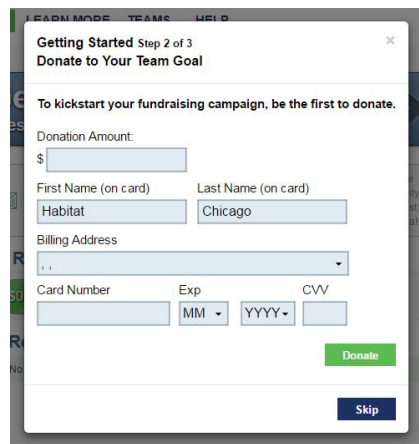 LEARN MORE TEAMS HELP
Getting Started Step 2 of 3 ×
Donate to Your Team Goal
To kickstart your fundraising campaign, be the first to donate.
Donation Amount:
$
First Name (on card) Last Name (on card)
Habitat Chicago
Billing Address
, ,
Card Number Exp CVV
MM YYYY
Donate
Skip
No